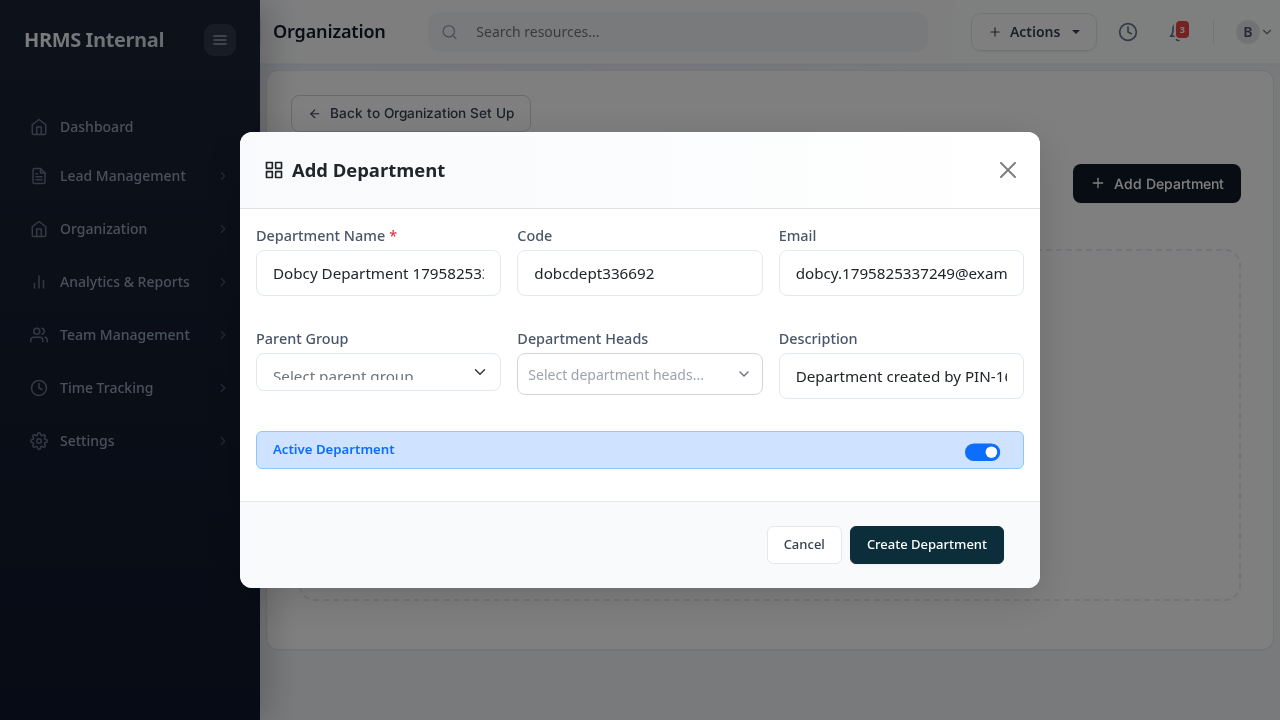 HRMS Internal
Organization
Search resources...
Actions
3
B
Dashboard
Lead Management
Organization
Analytics & Reports
Team Management
Time Tracking
Settings
Back to Organization Set Up
Add Department
Add Department
Department Name *
Code
Email
Dobcy Department 17958253
dobcdept336692
dobcy.1795825337249@exam
Parent Group
Department Heads
Description
Select parent group
Select department heads...
Department created by PIN-1
Active Department
Cancel
Create Department